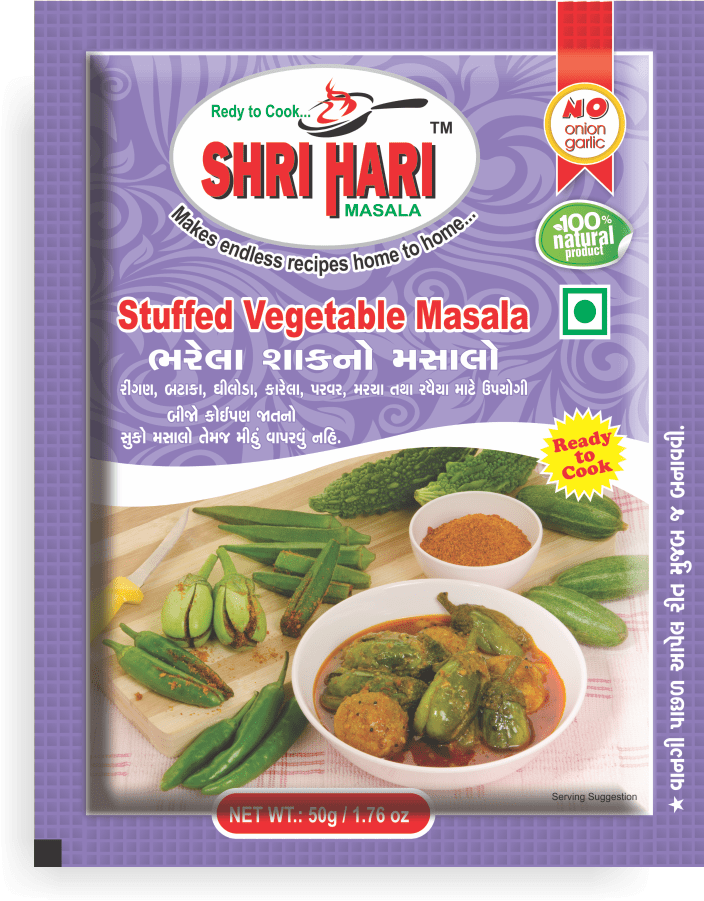 Redy to Cook...
SHRI HARI
TM
MASALA
Makes endless recipes home to home...
NO
onion
garlic
100%
natural
product
Stuffed Vegetable Masala
ભરેલા શાકનો મસાલો
રીંગણ, બટાકા, ઘીલોડા, કારેલા, પરવર, મરચા તથા રવૈયા માટે ઉપયોગી
બીજો કોઈપણ જાતનો
સુકો મસાલો તેમજ મીઠું વાપરવું નહિ.
Ready
to
Cook
★ વાનગી પાછળ આપેલ રીત મુજબ જ બનાવવી.
Serving Suggestion
NET WT.: 50g / 1.76 oz